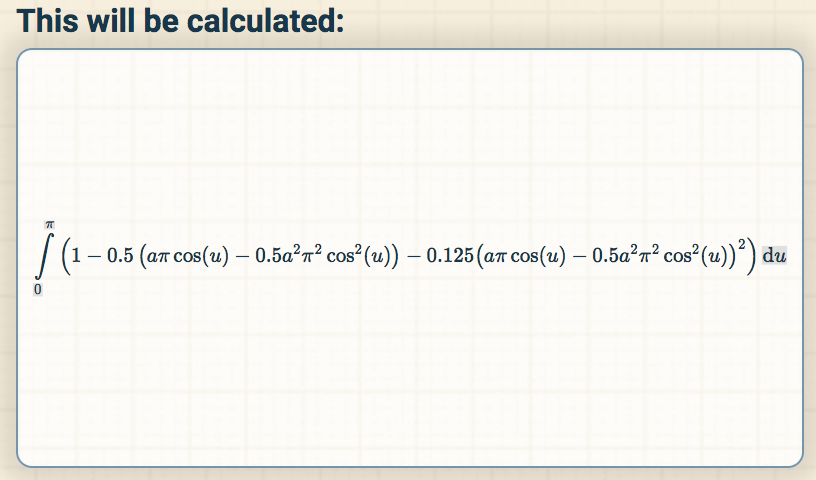 This will be calculated:
∫₀^π (1 − 0.5 (aπ cos(u) − 0.5a²π² cos²(u)) − 0.125(aπ cos(u) − 0.5a²π² cos²(u))²) du